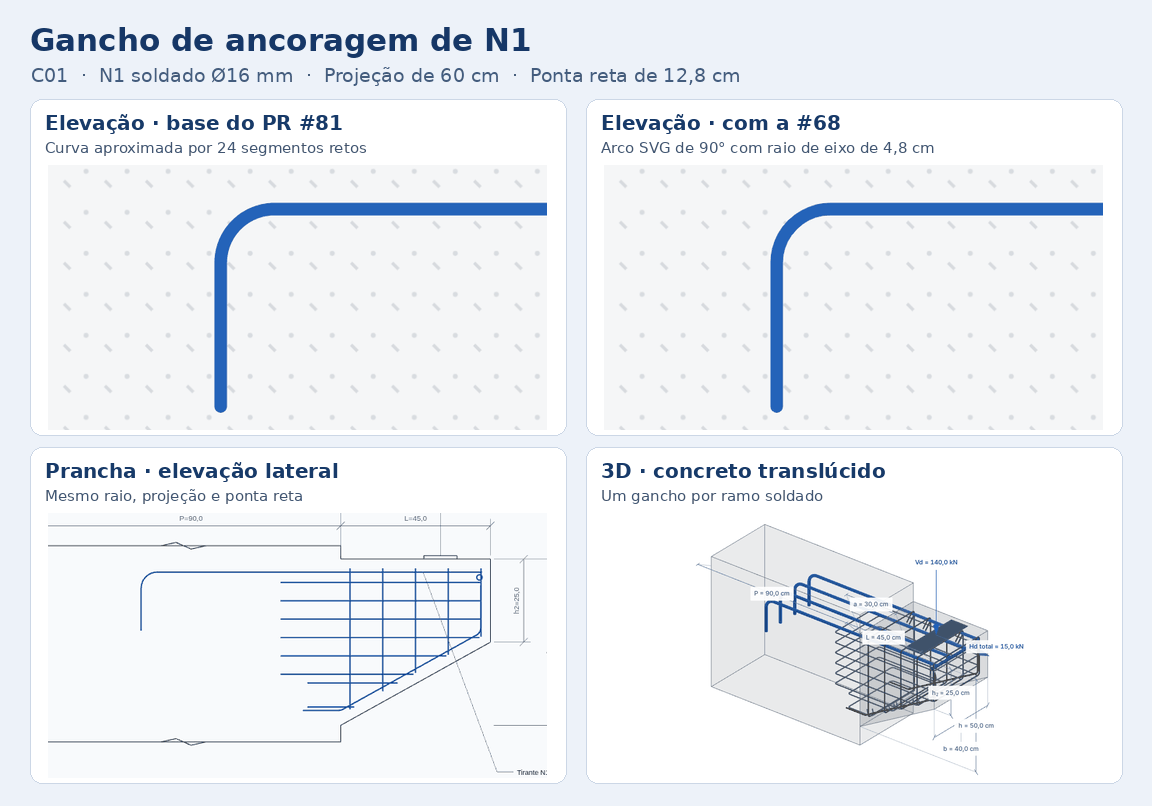 Gancho de ancoragem de N1
C01 · N1 soldado Ø16 mm · Projeção de 60 cm · Ponta reta de 12,8 cm
Elevação · base do PR #81
Curva aproximada por 24 segmentos retos
Elevação · com a #68
Arco SVG de 90° com raio de eixo de 4,8 cm
Prancha · elevação lateral
Mesmo raio, projeção e ponta reta
P=90,0
L=45,0
h2=25,0
Tirante N1
3D · concreto translúcido
Um gancho por ramo soldado
Vd = 140,0 kN
P = 90,0 cm
a = 30,0 cm
L = 45,0 cm
Hd total = 15,0 kN
h₂ = 25,0 cm
h = 50,0 cm
b = 40,0 cm